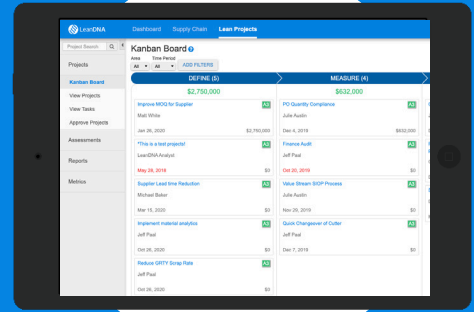 LeanDNA
Dashboard Supply Chain Lean Projects
Project Search
Kanban Board
Area Time Period
All All ADD FILTERS
Projects
Kanban Board
View Projects
View Tasks
Approve Projects
Assessments
Reports
Metrics
DEFINE (5)
$2,750,000
Improve MOQ for Supplier A3
Matt White
Jan 26, 2020 $2,750,000
*This is a test projects! A3
LeanDNA Analyst
May 28, 2018 $0
Supplier Lead time Reduction A3
Michael Baker
Mar 15, 2020 $0
Implement material analytics A3
Jeff Paal
Oct 26, 2020 $0
Reduce QRTY Scrap Rate A3
Jeff Paal
Oct 26, 2020 $0
MEASURE (4)
$632,000
PO Quantity Compliance A3
Julie Austin
Dec 4, 2019 $632,000
Finance Audit A3
Jeff Paal
Oct 20, 2019 $0
Value Stream SIOP Process A3
Julie Austin
Nov 29, 2019 $0
Quick Changeover of Cutter A3
Jeff Paal
Dec 7, 2019 $0